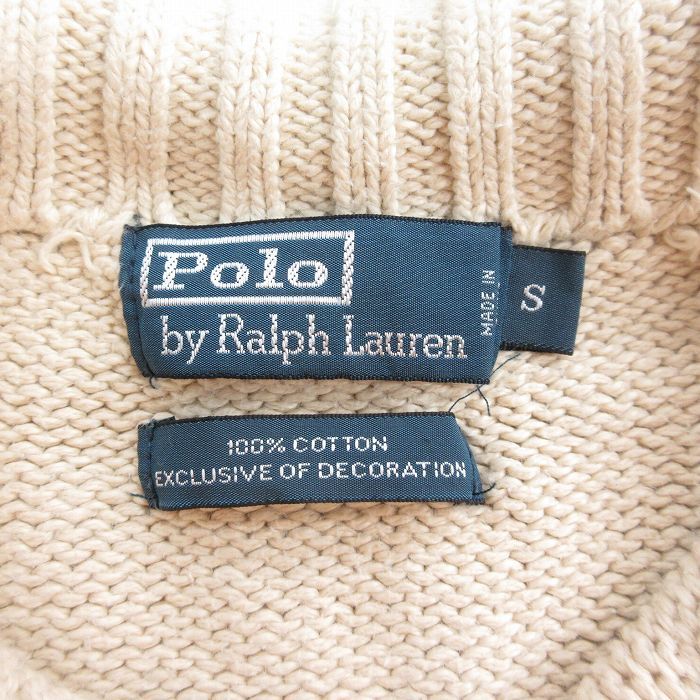 Polo
by Ralph Lauren
MADE IN
S
100% COTTON
EXCLUSIVE OF DECORATION